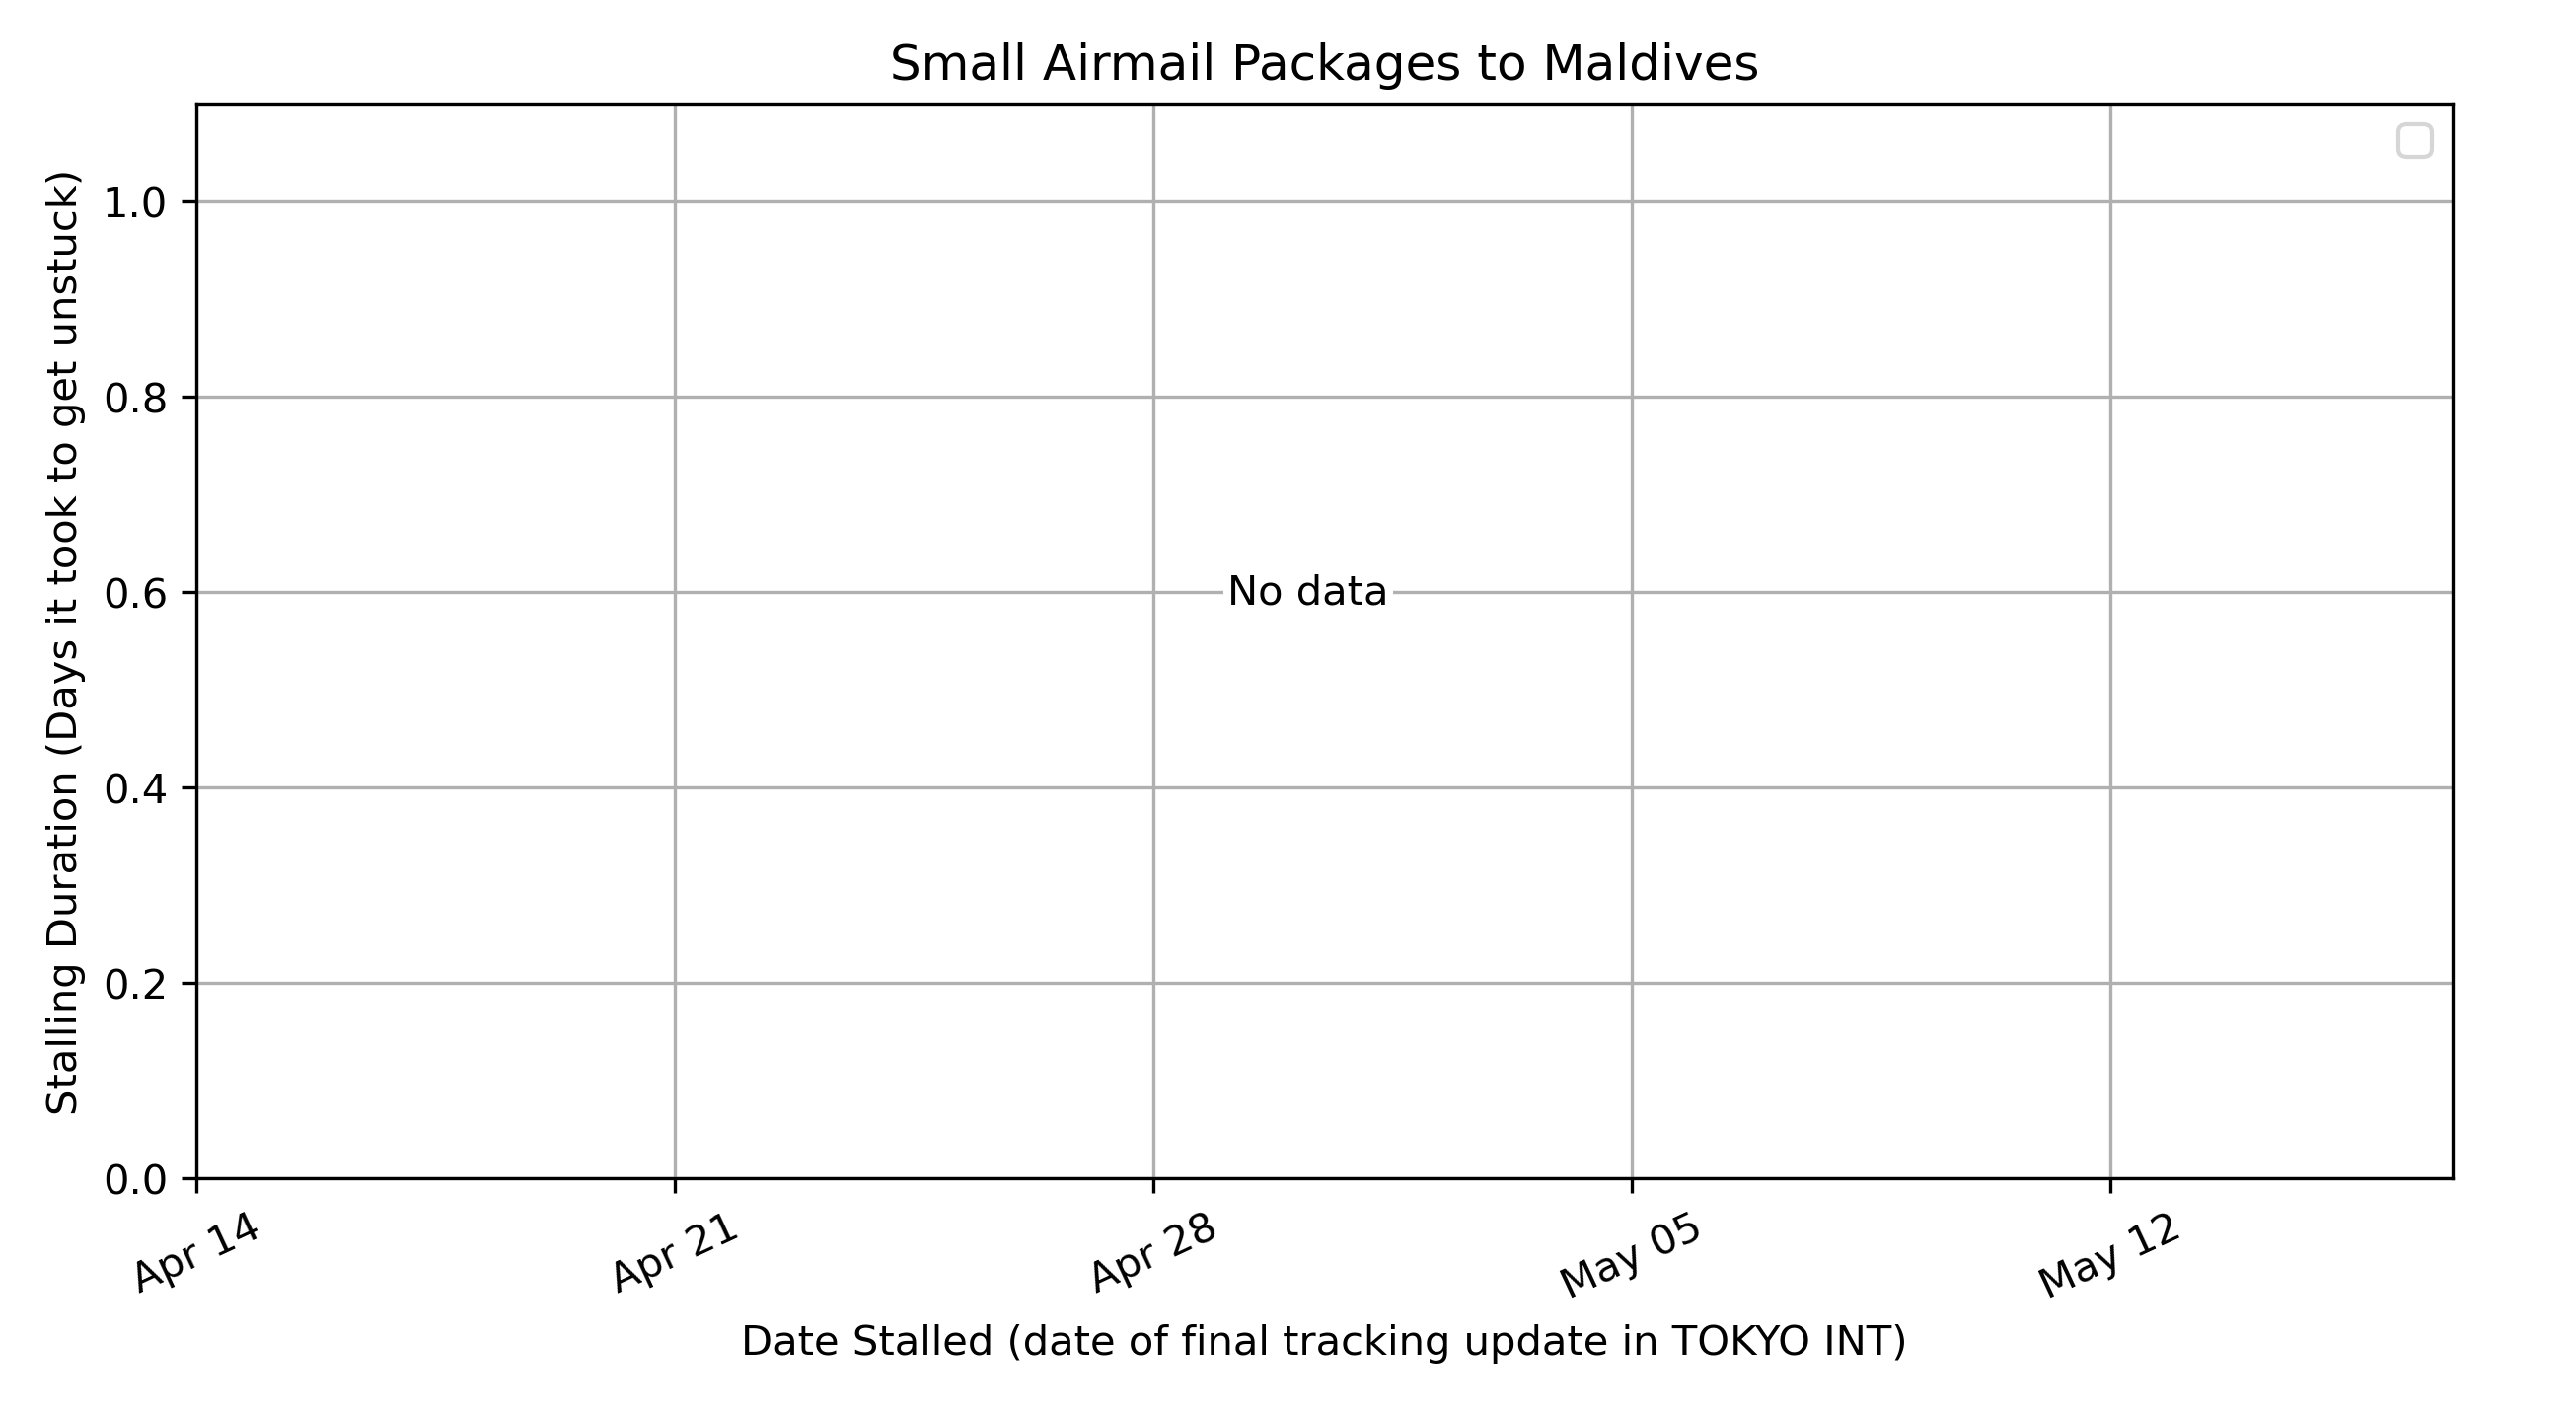 Small Airmail Packages to Maldives
Stalling Duration (Days it took to get unstuck)
1.0
0.8
0.6
0.4
0.2
0.0
No data
Apr 14
Apr 21
Apr 28
May 05
May 12
Date Stalled (date of final tracking update in TOKYO INT)